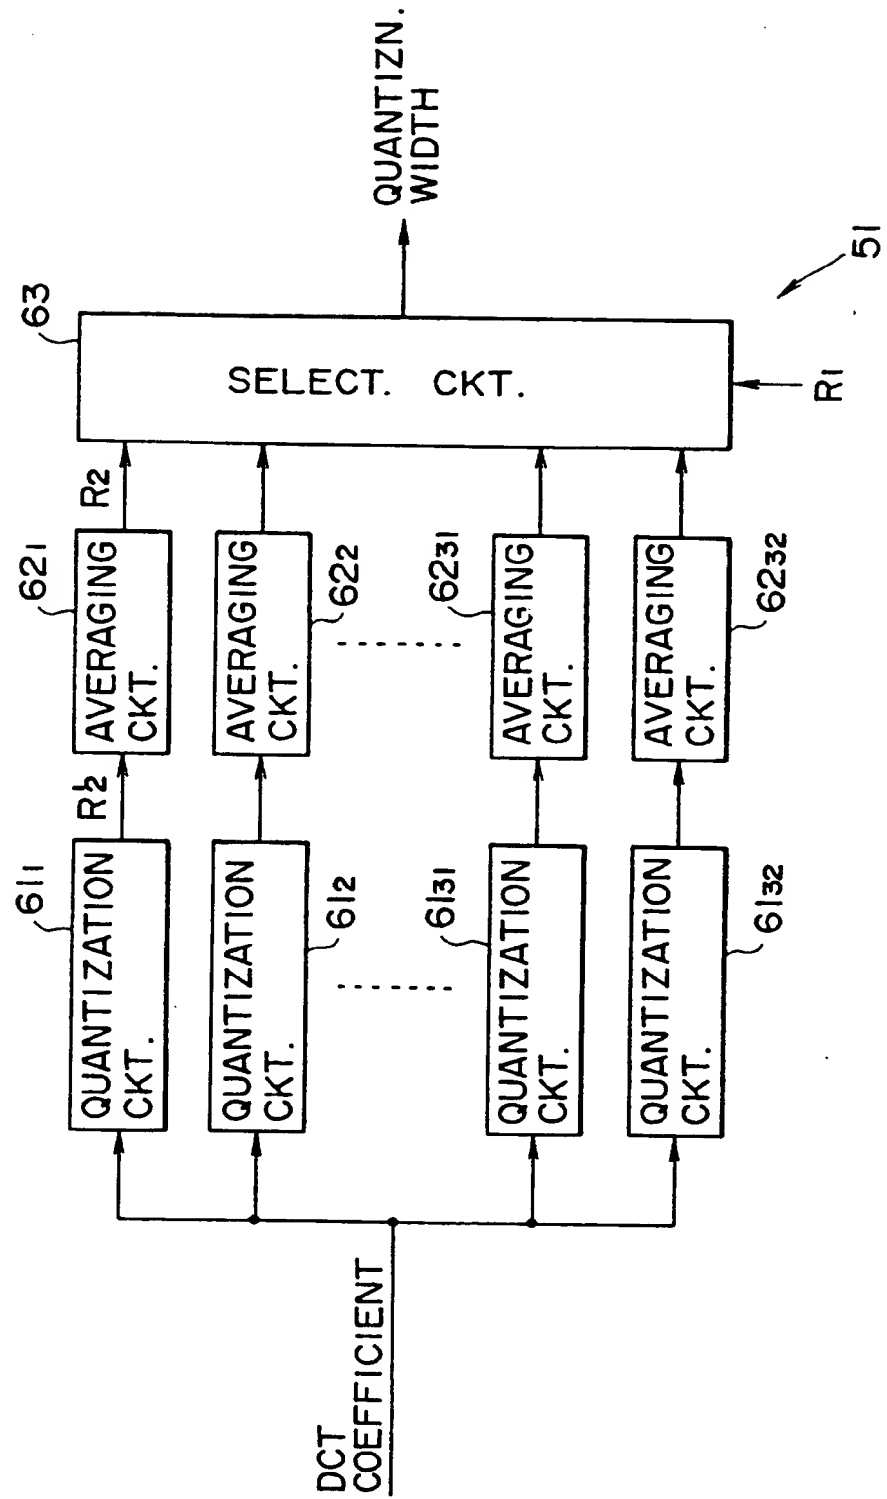 DCT
COEFFICIENT
QUANTIZATION
CKT.
611
R'2
AVERAGING
CKT.
621
R2
QUANTIZATION
CKT.
612
AVERAGING
CKT.
622
QUANTIZATION
CKT.
6131
AVERAGING
CKT.
6231
QUANTIZATION
CKT.
6132
AVERAGING
CKT.
6232
63
SELECT. CKT.
R1
QUANTIZN.
WIDTH
51